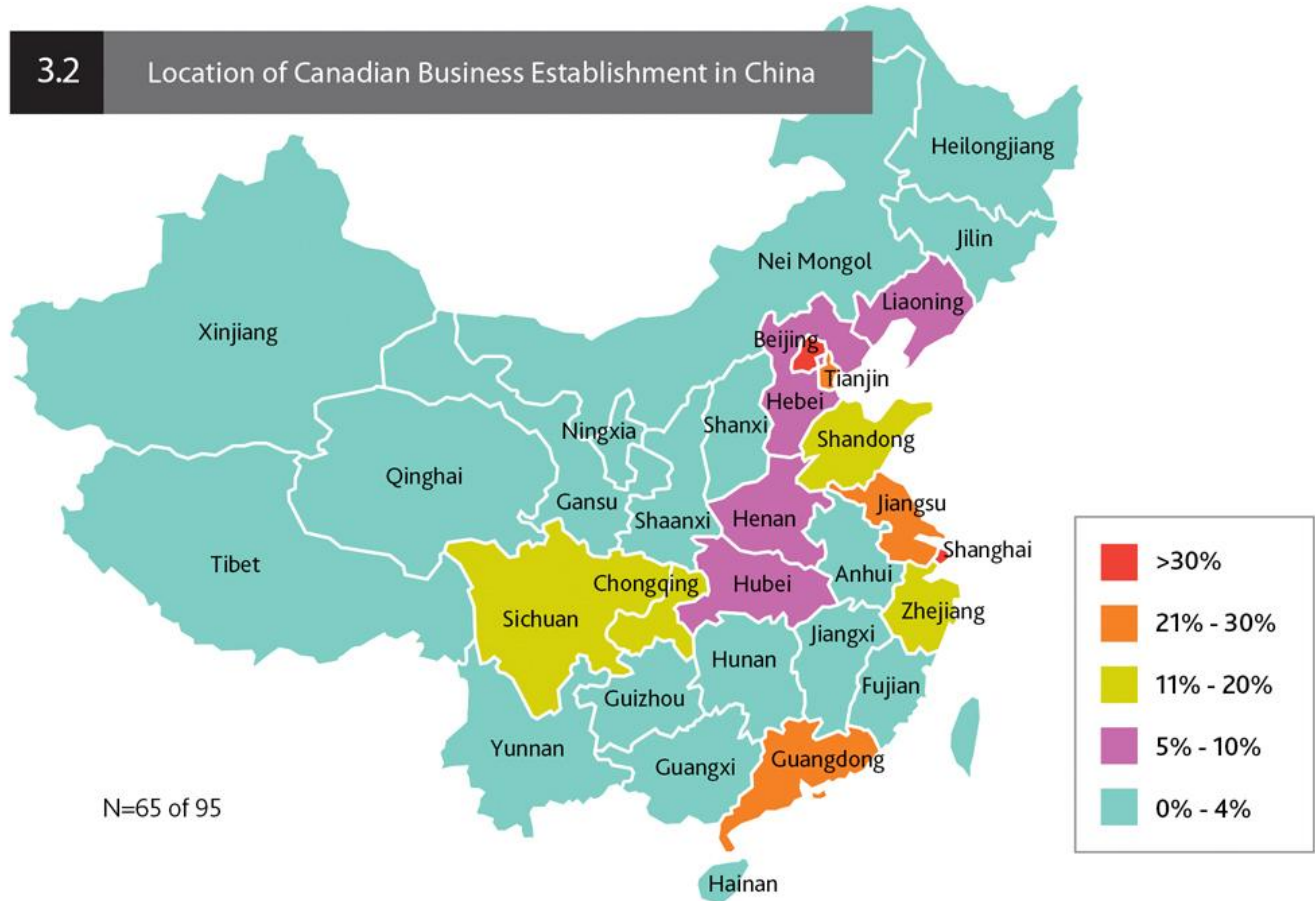 3.2
Location of Canadian Business Establishment in China
Heilongjiang
Jilin
Nei Mongol
Liaoning
Xinjiang
Beijing
Tianjin
Hebei
Shanxi
Ningxia
Shandong
Qinghai
Gansu
Jiangsu
Shaanxi
Henan
Shanghai
Tibet
Anhui
Chongqing
Hubei
Zhejiang
Sichuan
Jiangxi
Hunan
Fujian
Guizhou
Yunnan
Guangxi
Guangdong
Hainan
N=65 of 95
>30%
21% - 30%
11% - 20%
5% - 10%
0% - 4%